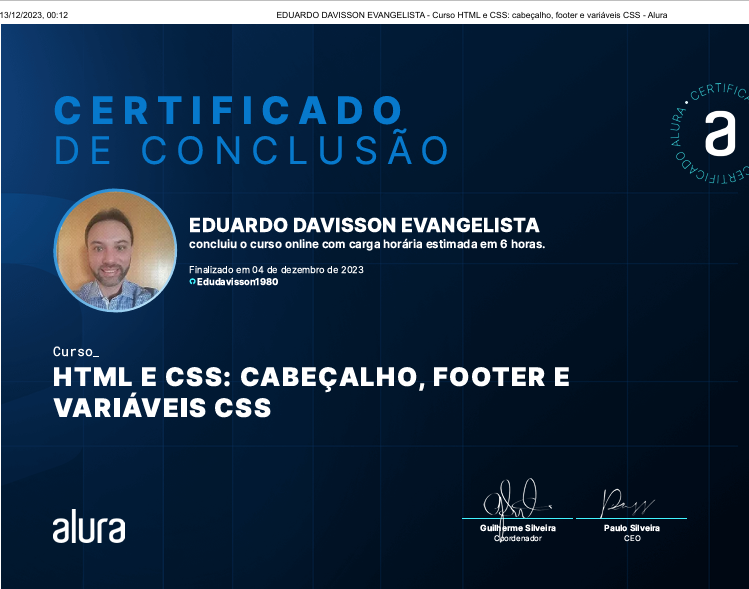 13/12/2023, 00:12
EDUARDO DAVISSON EVANGELISTA - Curso HTML e CSS: cabeçalho, footer e variáveis CSS - Alura
CERTIFICADO
DE CONCLUSÃO
ALURA • CERTIFICA
CERTIFICADO
a
EDUARDO DAVISSON EVANGELISTA
concluiu o curso online com carga horária estimada em 6 horas.
Finalizado em 04 de dezembro de 2023
Edudavisson1980
Curso_
HTML E CSS: CABEÇALHO, FOOTER E
VARIÁVEIS CSS
alura
Guilherme Silveira
Coordenador
Paulo Silveira
CEO